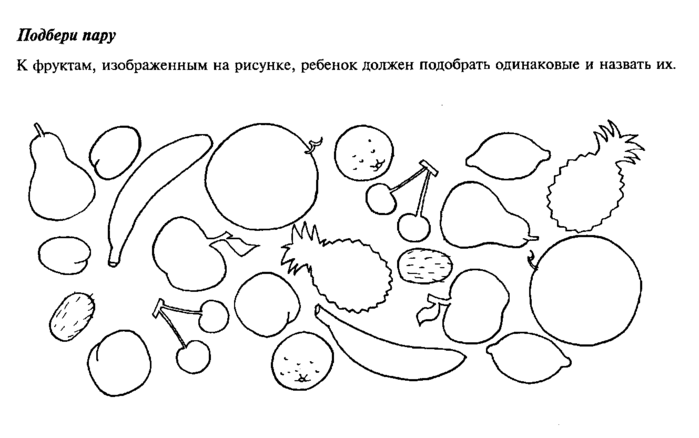 Подбери пару
К фруктам, изображенным на рисунке, ребенок должен подобрать одинаковые и назвать их.